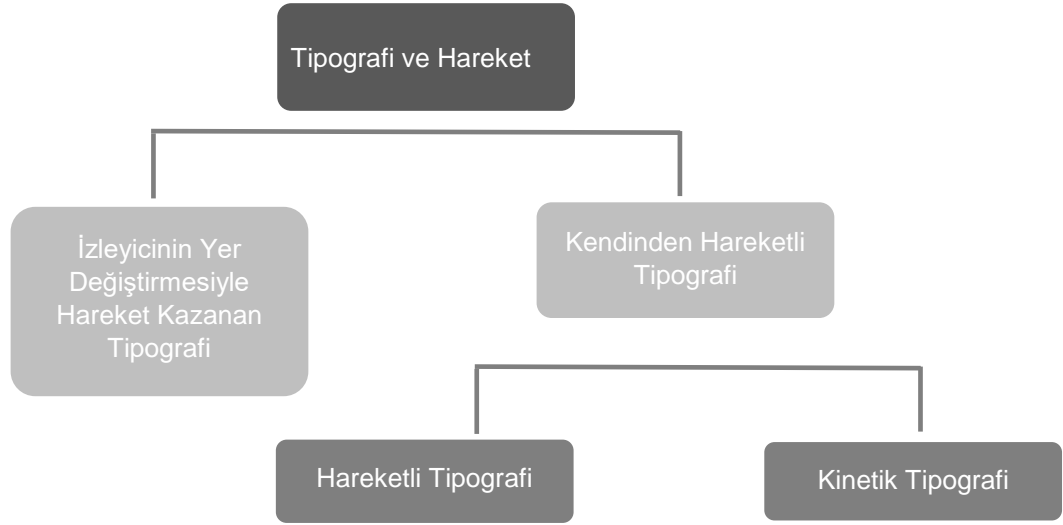 Tipografi ve Hareket
İzleyicinin Yer
Değiştirmesiyle
Hareket Kazanan
Tipografi
Kendinden Hareketli
Tipografi
Hareketli Tipografi
Kinetik Tipografi